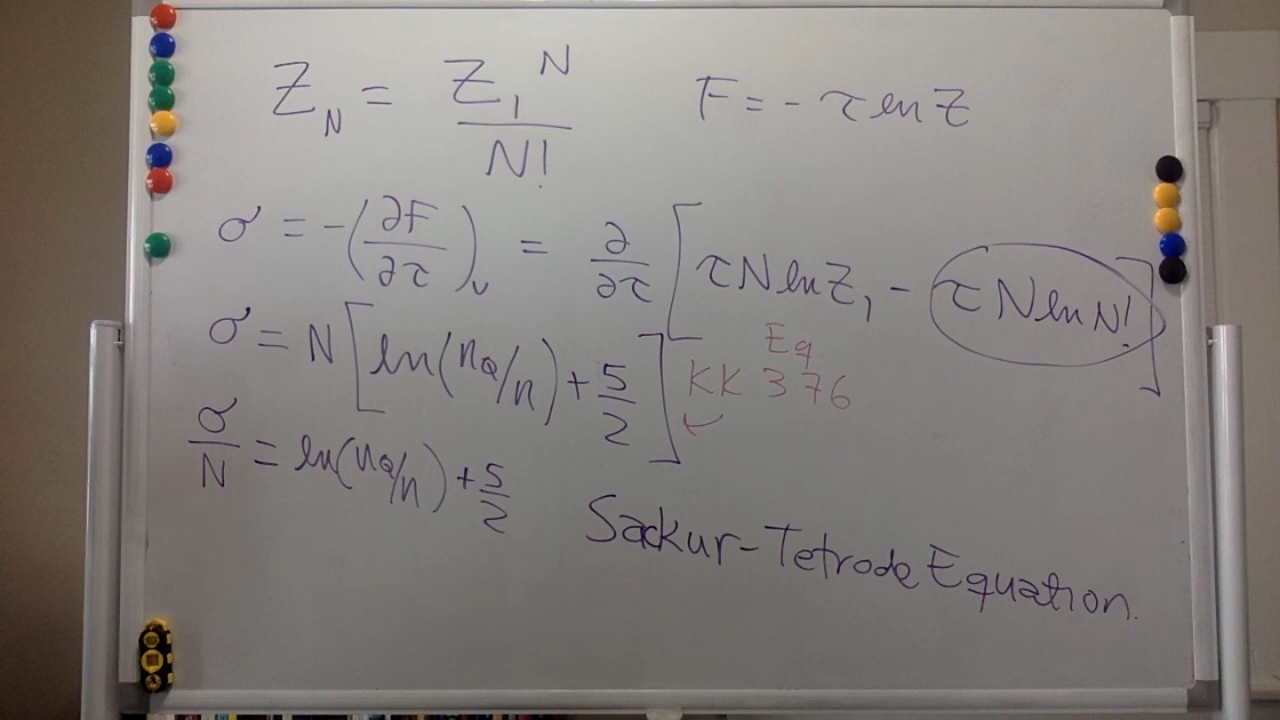 Z_N = Z_1^N / N!   F = - τ ln Z
σ = -(∂F/∂τ)_V = ∂/∂τ [τ N ln Z_1 - τ N ln N!]
σ = N [ln(n_Q/n) + 5/2]
Eq
KK 376
σ/N = ln(n_Q/n) + 5/2
Sackur-Tetrode Equation.